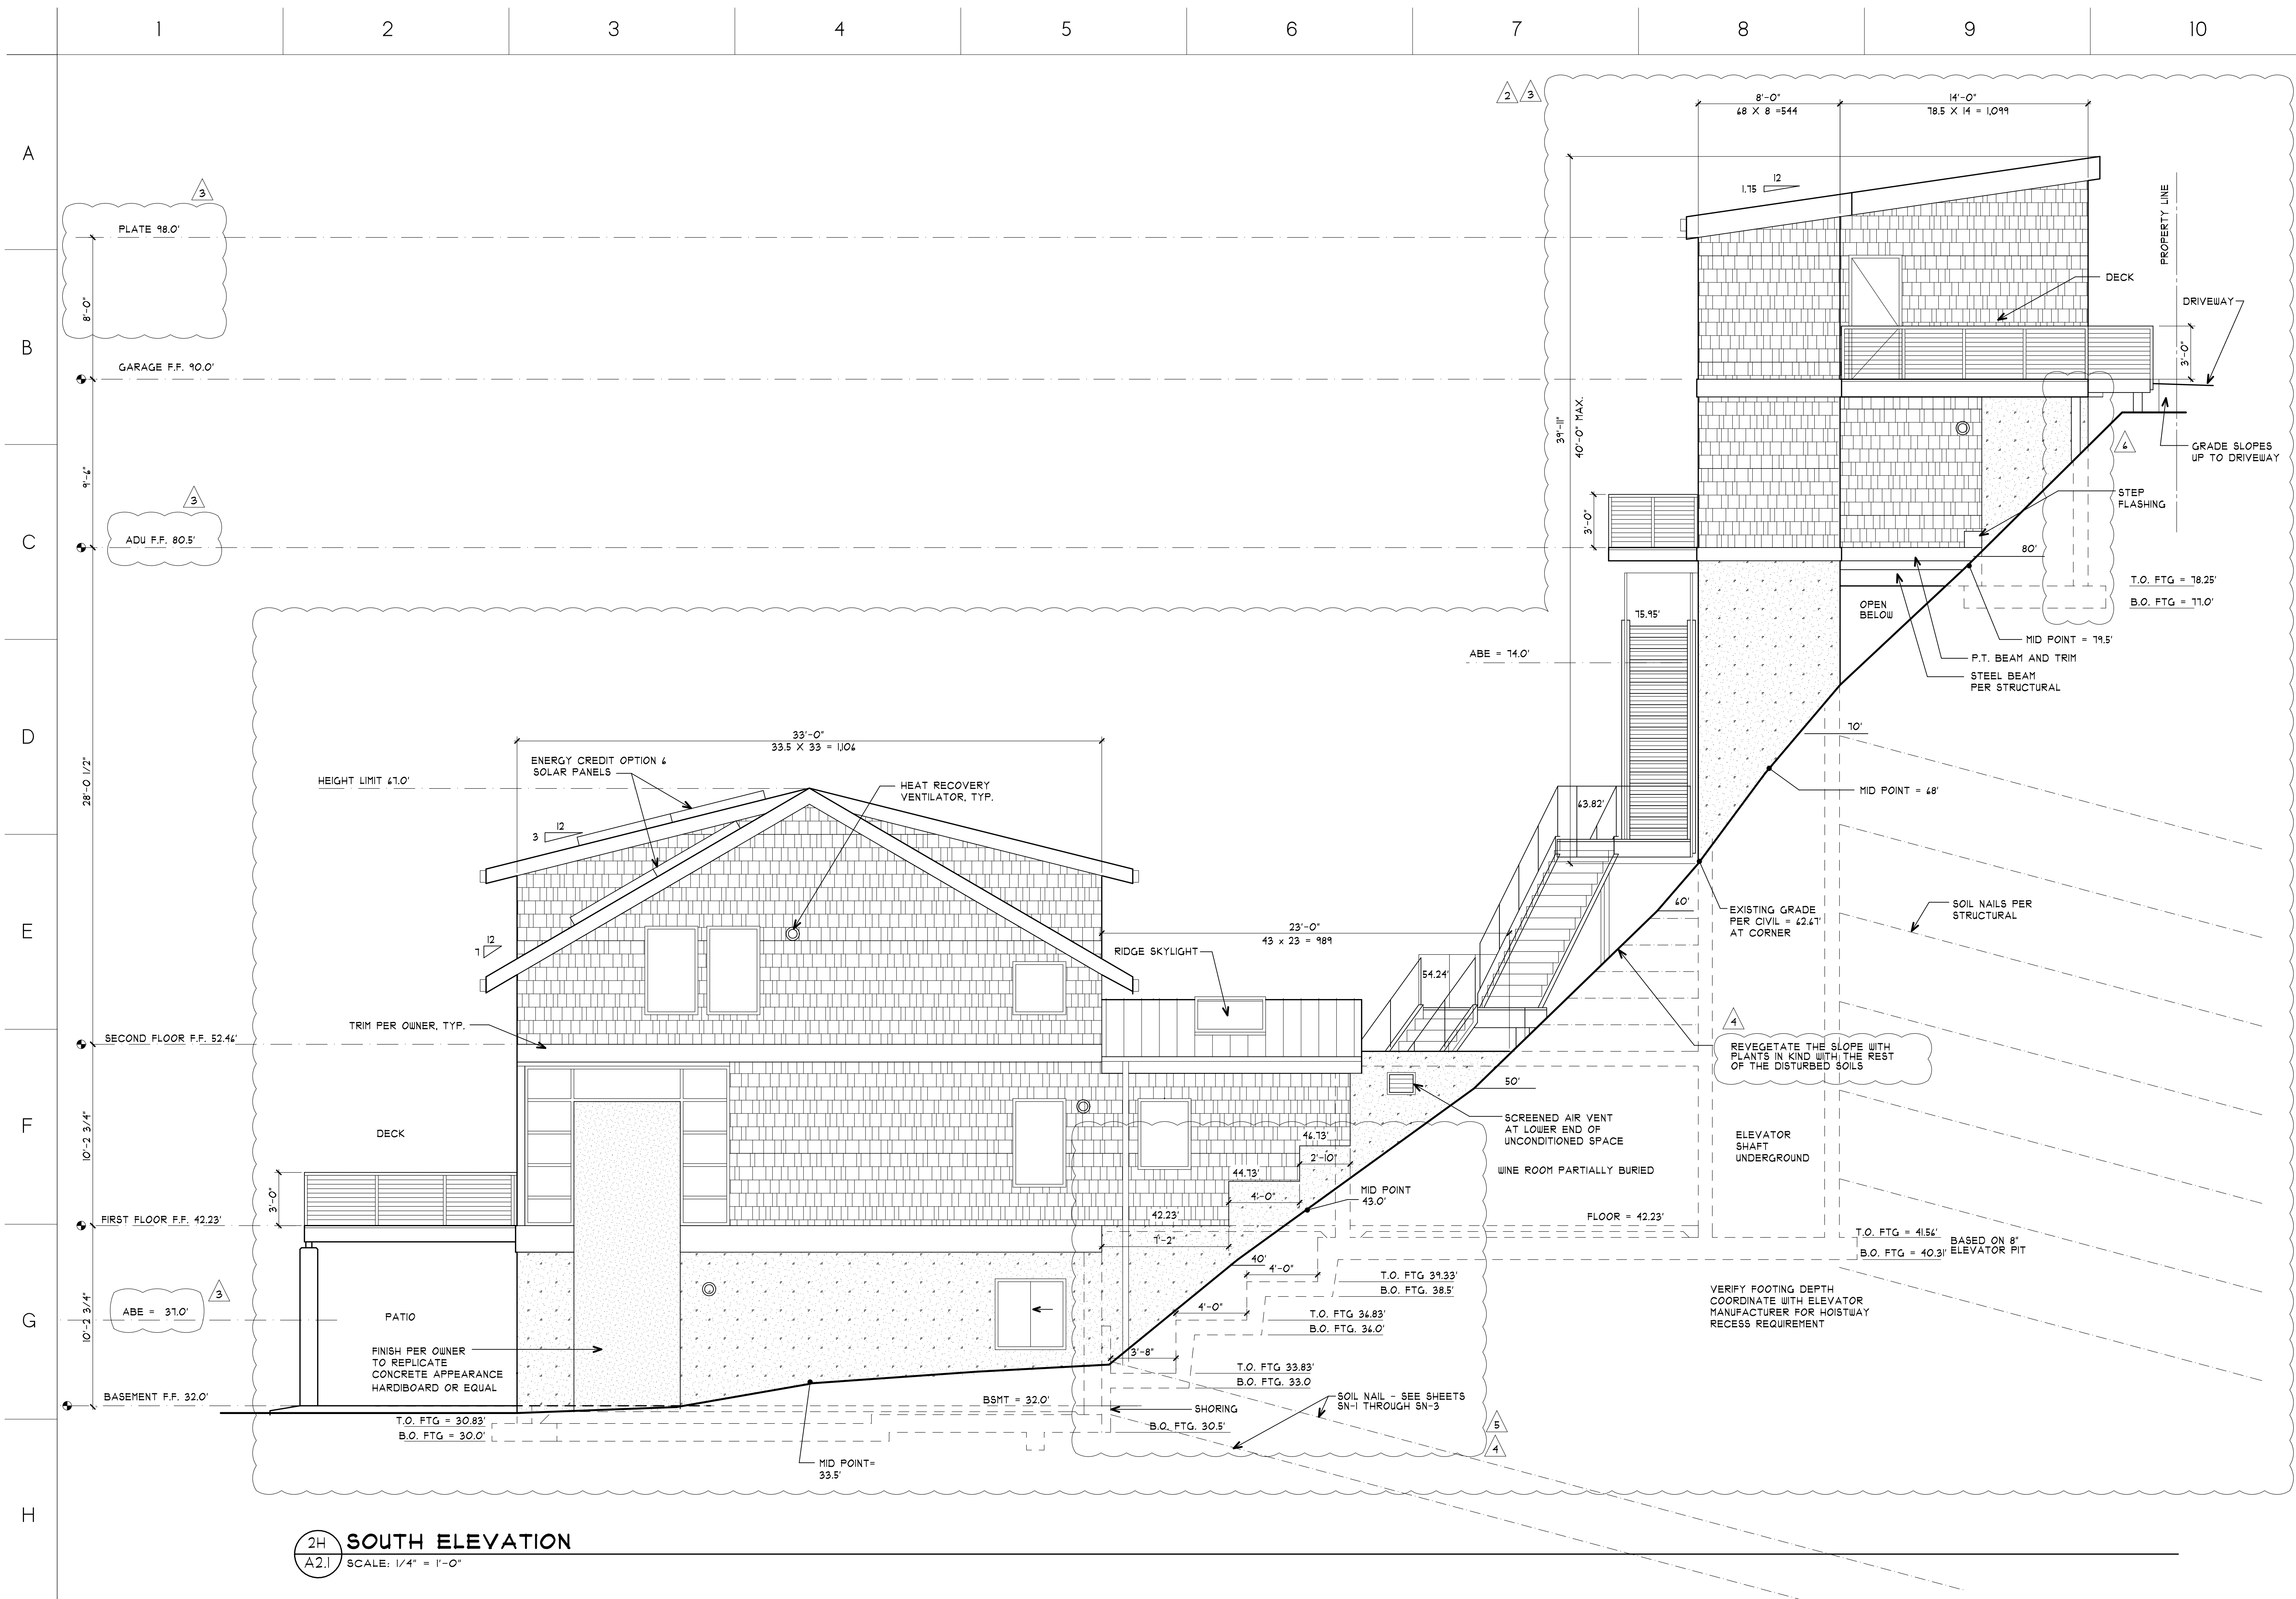 1 2 3 4 5 6 7 8 9 10
A
B
C
D
E
F
G
H
2 3
8'-0"
68 X 8 =544
14'-0"
78.5 X 14 = 1,099
12
1.75
PROPERTY LINE
3
PLATE 98.0'
8'-0"
DECK
DRIVEWAY
3'-0"
GARAGE F.F. 90.0'
39'-11"
40'-0" MAX.
6
GRADE SLOPES
UP TO DRIVEWAY
9'-6"
3
STEP
FLASHING
3'-0"
ADU F.F. 80.5'
80'
T.O. FTG = 78.25'
B.O. FTG = 77.0'
OPEN
BELOW
75.95'
MID POINT = 79.5'
ABE = 74.0'
P.T. BEAM AND TRIM
STEEL BEAM
PER STRUCTURAL
70'
33'-0"
33.5 X 33 = 1,106
ENERGY CREDIT OPTION 6
SOLAR PANELS
HEIGHT LIMIT 67.0'
HEAT RECOVERY
VENTILATOR, TYP.
28'-0 1/2"
MID POINT = 68'
63.82'
12
3
60'
EXISTING GRADE
PER CIVIL = 62.67'
AT CORNER
SOIL NAILS PER
STRUCTURAL
23'-0"
43 x 23 = 989
12
7
RIDGE SKYLIGHT
54.24'
4
TRIM PER OWNER, TYP.
SECOND FLOOR F.F. 52.46'
REVEGETATE THE SLOPE WITH
PLANTS IN KIND WITH THE REST
OF THE DISTURBED SOILS
50'
SCREENED AIR VENT
AT LOWER END OF
UNCONDITIONED SPACE
10'-2 3/4"
DECK
46.73'
ELEVATOR
SHAFT
UNDERGROUND
2'-10"
44.73'
WINE ROOM PARTIALLY BURIED
4'-0"
MID POINT
43.0'
3'-0"
42.23'
FIRST FLOOR F.F. 42.23'
FLOOR = 42.23'
7'-2"
T.O. FTG = 41.56'
B.O. FTG = 40.31'
BASED ON 8"
ELEVATOR PIT
40'
4'-0"
T.O. FTG 39.33'
B.O. FTG. 38.5'
3
ABE = 37.0'
10'-2 3/4"
PATIO
4'-0"
T.O. FTG 36.83'
B.O. FTG. 36.0'
VERIFY FOOTING DEPTH
COORDINATE WITH ELEVATOR
MANUFACTURER FOR HOISTWAY
RECESS REQUIREMENT
FINISH PER OWNER
TO REPLICATE
CONCRETE APPEARANCE
HARDIBOARD OR EQUAL
3'-8"
T.O. FTG 33.83'
B.O. FTG. 33.0
BASEMENT F.F. 32.0'
BSMT = 32.0'
SHORING
SOIL NAIL - SEE SHEETS
SN-1 THROUGH SN-3
T.O. FTG = 30.83'
B.O. FTG = 30.0'
B.O. FTG. 30.5'
5
4
MID POINT=
33.5'
2H
A2.1
SOUTH ELEVATION
SCALE: 1/4" = 1'-0"